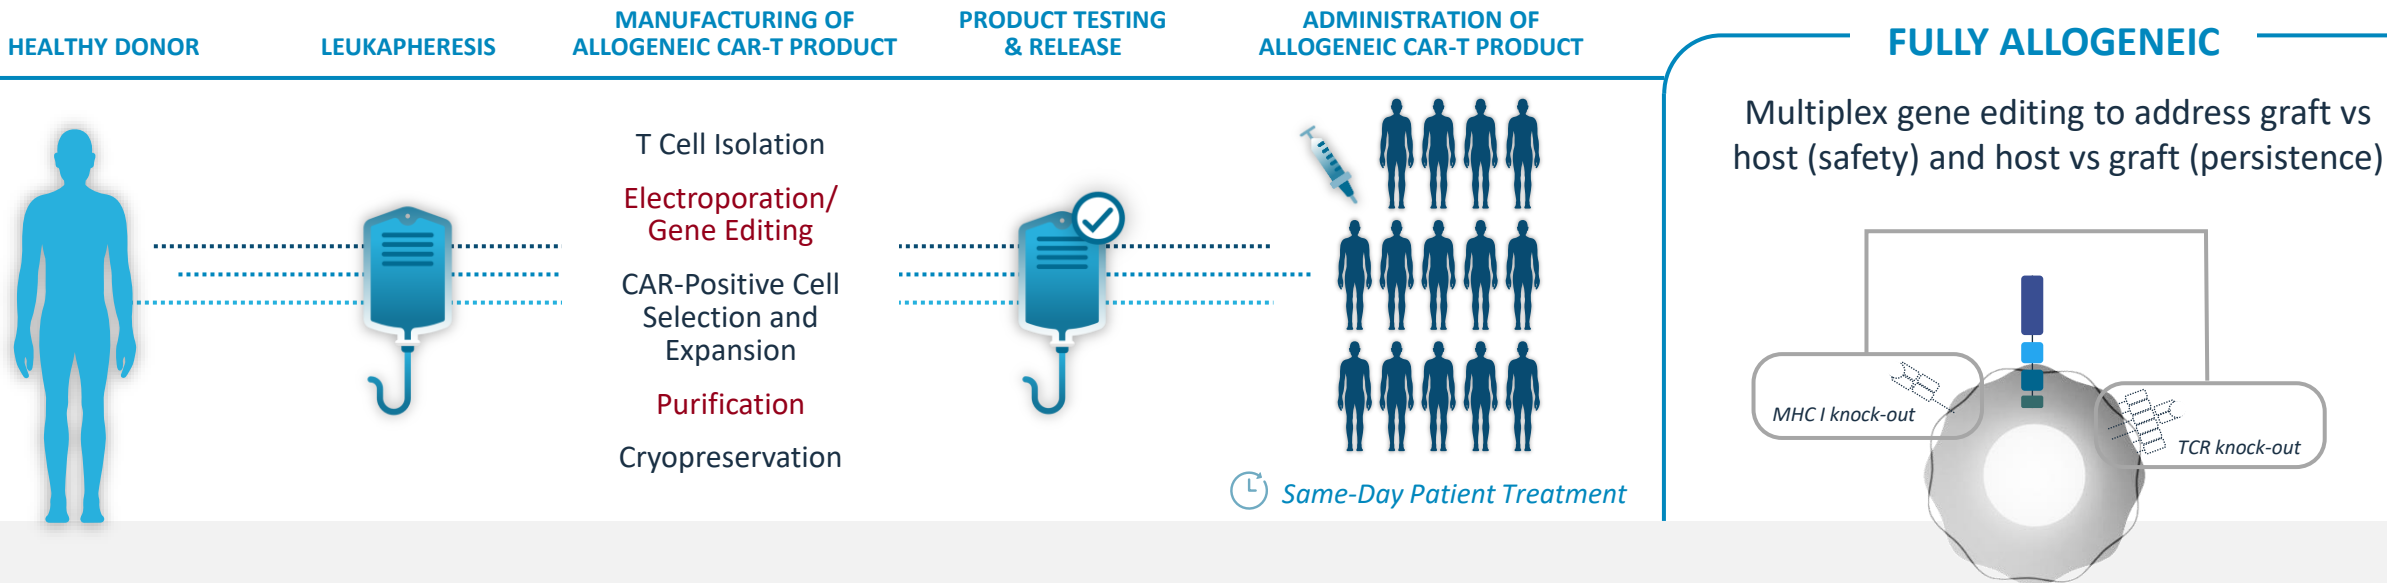 HEALTHY DONOR
LEUKAPHERESIS
MANUFACTURING OF
ALLOGENEIC CAR-T PRODUCT
PRODUCT TESTING
& RELEASE
ADMINISTRATION OF
ALLOGENEIC CAR-T PRODUCT
T Cell Isolation
Electroporation/
Gene Editing
CAR-Positive Cell
Selection and
Expansion
Purification
Cryopreservation
Same-Day Patient Treatment
FULLY ALLOGENEIC
Multiplex gene editing to address graft vs
host (safety) and host vs graft (persistence)
MHC I knock-out
TCR knock-out